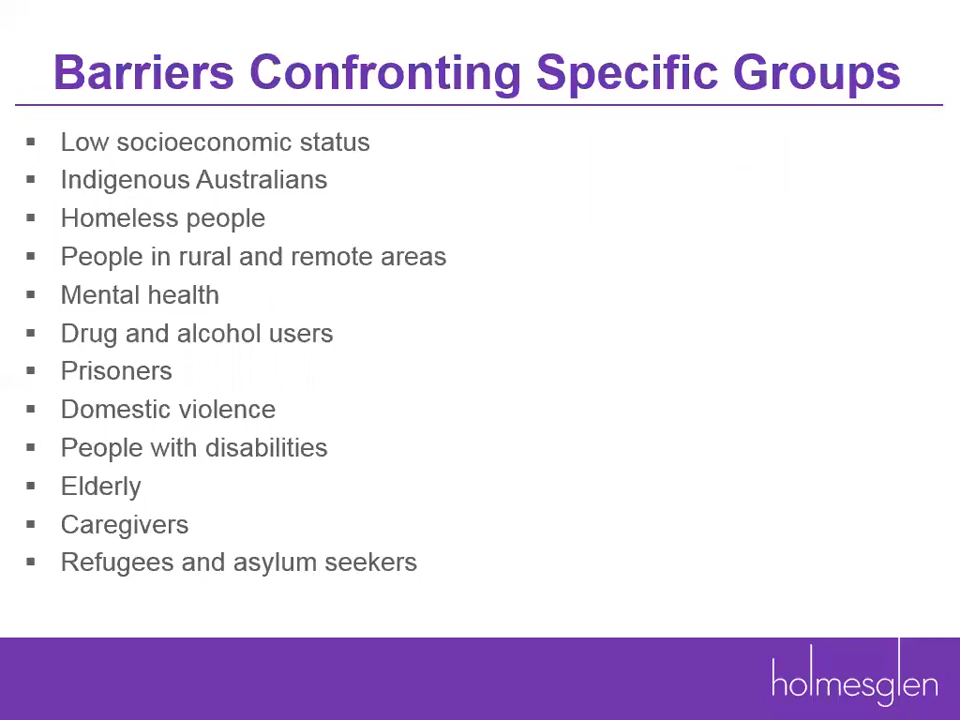 Barriers Confronting Specific Groups
▪ Low socioeconomic status
▪ Indigenous Australians
▪ Homeless people
▪ People in rural and remote areas
▪ Mental health
▪ Drug and alcohol users
▪ Prisoners
▪ Domestic violence
▪ People with disabilities
▪ Elderly
▪ Caregivers
▪ Refugees and asylum seekers
holmesglen